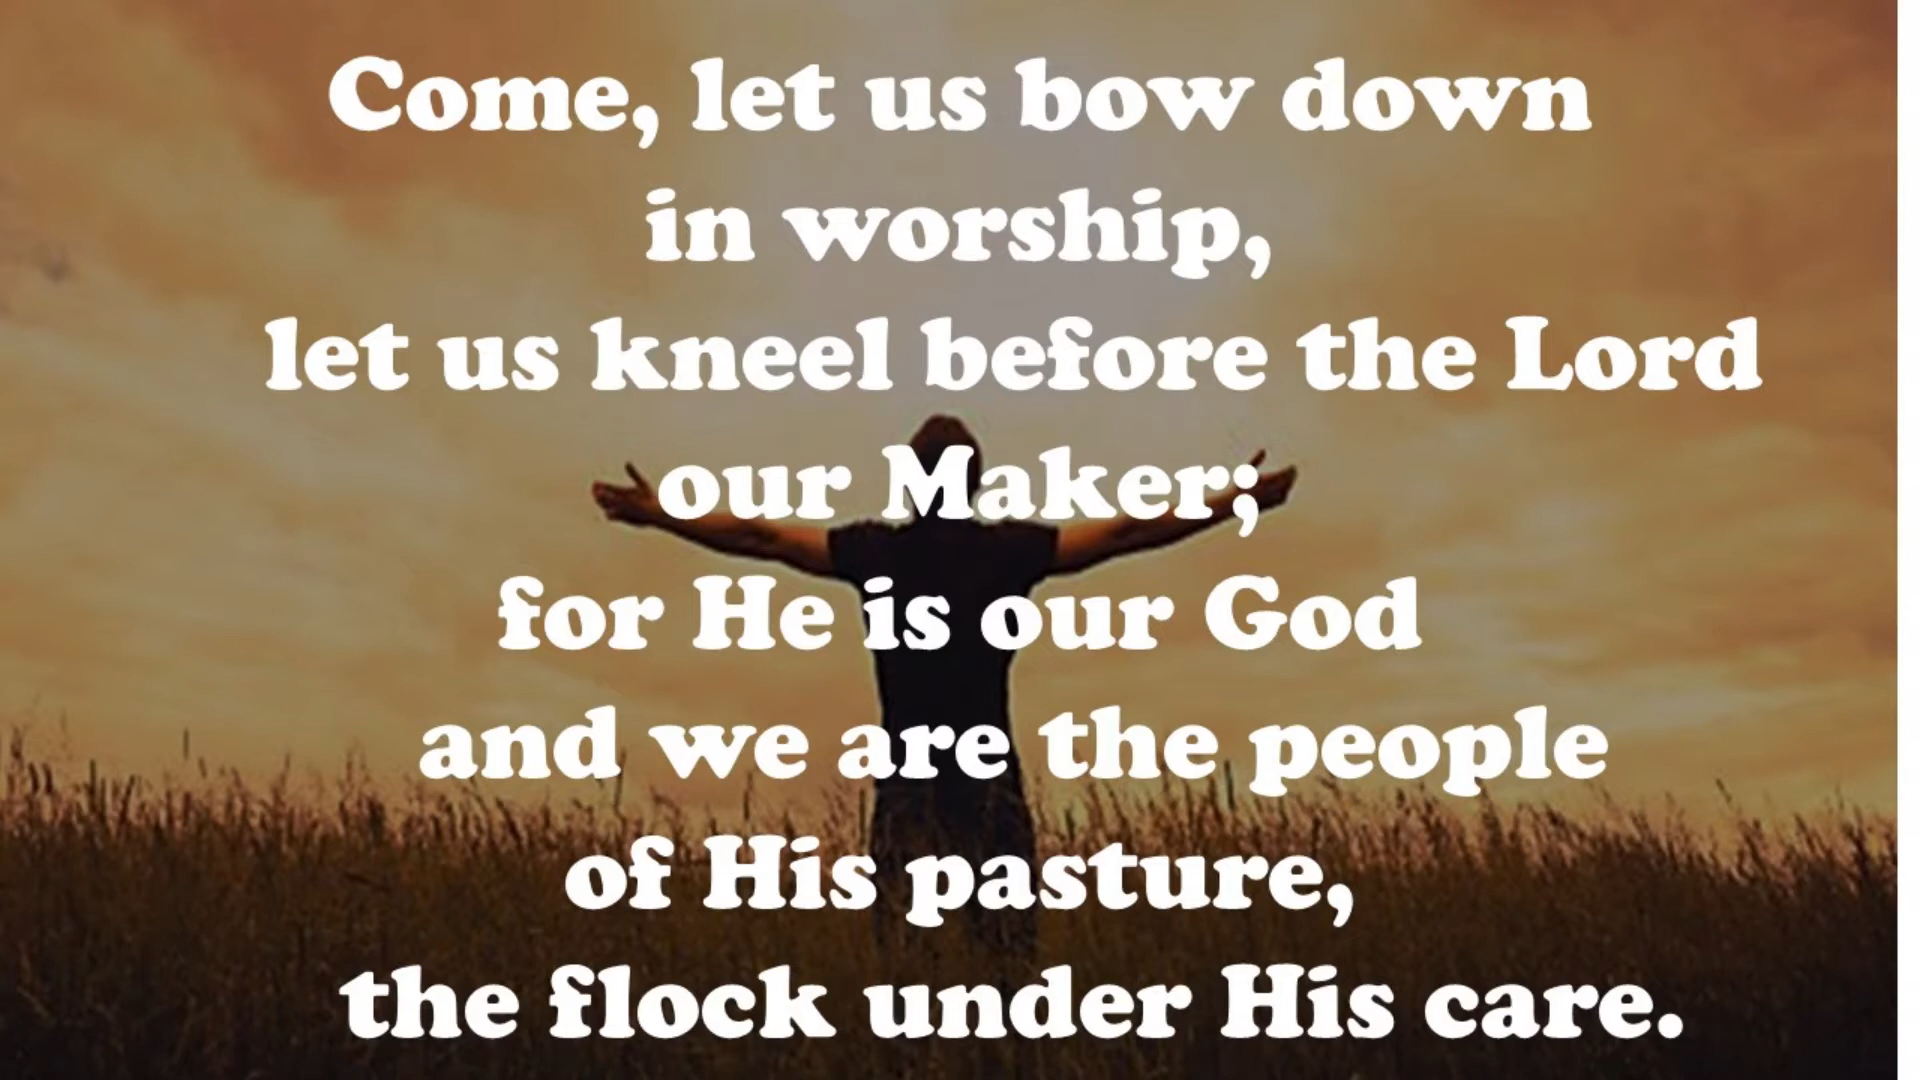 Come, let us bow down
in worship,
let us kneel before the Lord
our Maker;
for He is our God
and we are the people
of His pasture,
the flock under His care.